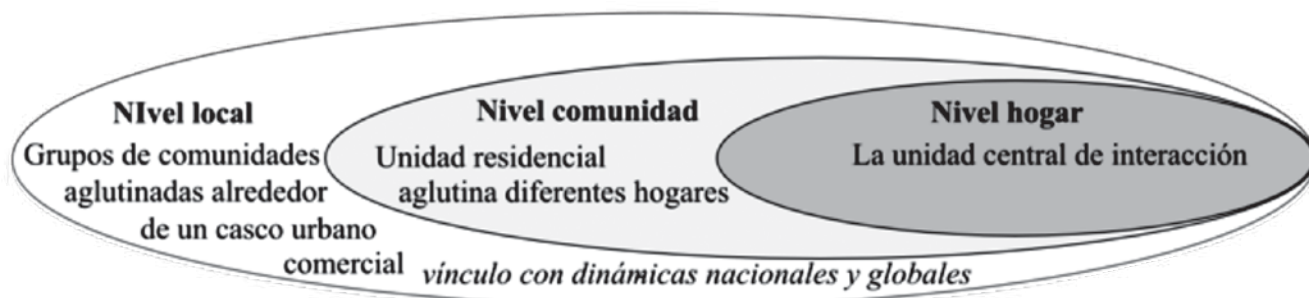 NIvel local
Grupos de comunidades
aglutinadas alrededor
de un casco urbano
comercial
Nivel comunidad
Unidad residencial
aglutina diferentes hogares
Nivel hogar
La unidad central de interacción
vínculo con dinámicas nacionales y globales